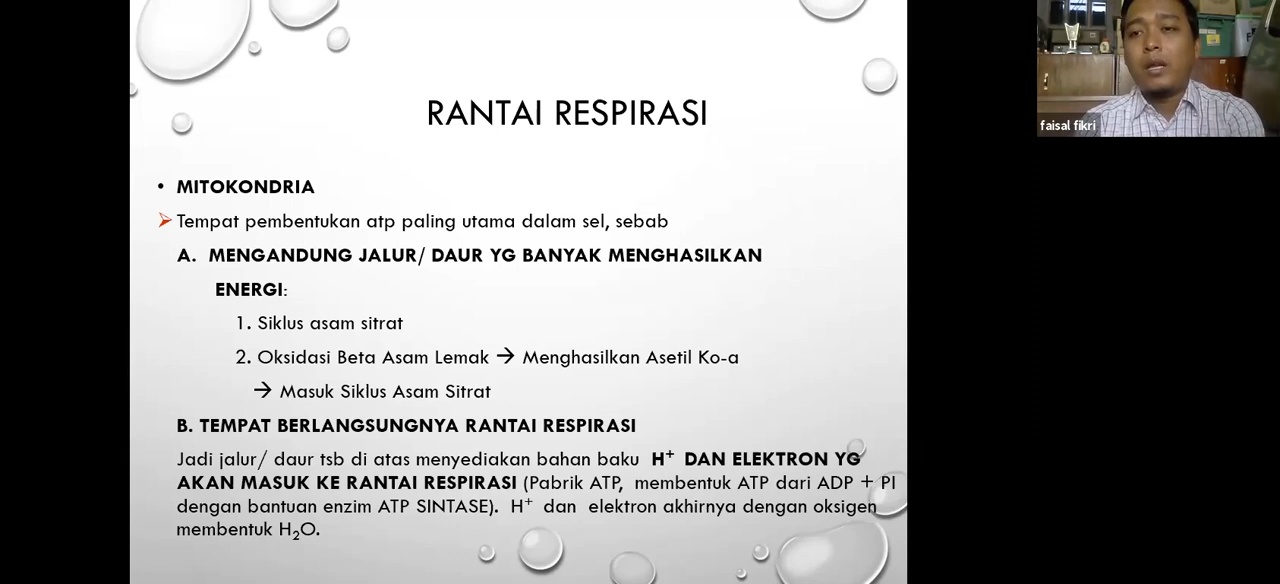 RANTAI RESPIRASI
• MITOKONDRIA
➢ Tempat pembentukan atp paling utama dalam sel, sebab
A. MENGANDUNG JALUR/ DAUR YG BANYAK MENGHASILKAN
ENERGI:
1. Siklus asam sitrat
2. Oksidasi Beta Asam Lemak → Menghasilkan Asetil Ko-a
→ Masuk Siklus Asam Sitrat
B. TEMPAT BERLANGSUNGNYA RANTAI RESPIRASI
Jadi jalur/ daur tsb di atas menyediakan bahan baku H⁺ DAN ELEKTRON YG
AKAN MASUK KE RANTAI RESPIRASI (Pabrik ATP, membentuk ATP dari ADP + PI
dengan bantuan enzim ATP SINTASE). H⁺ dan elektron akhirnya dengan oksigen
membentuk H₂O.
faisal fikri